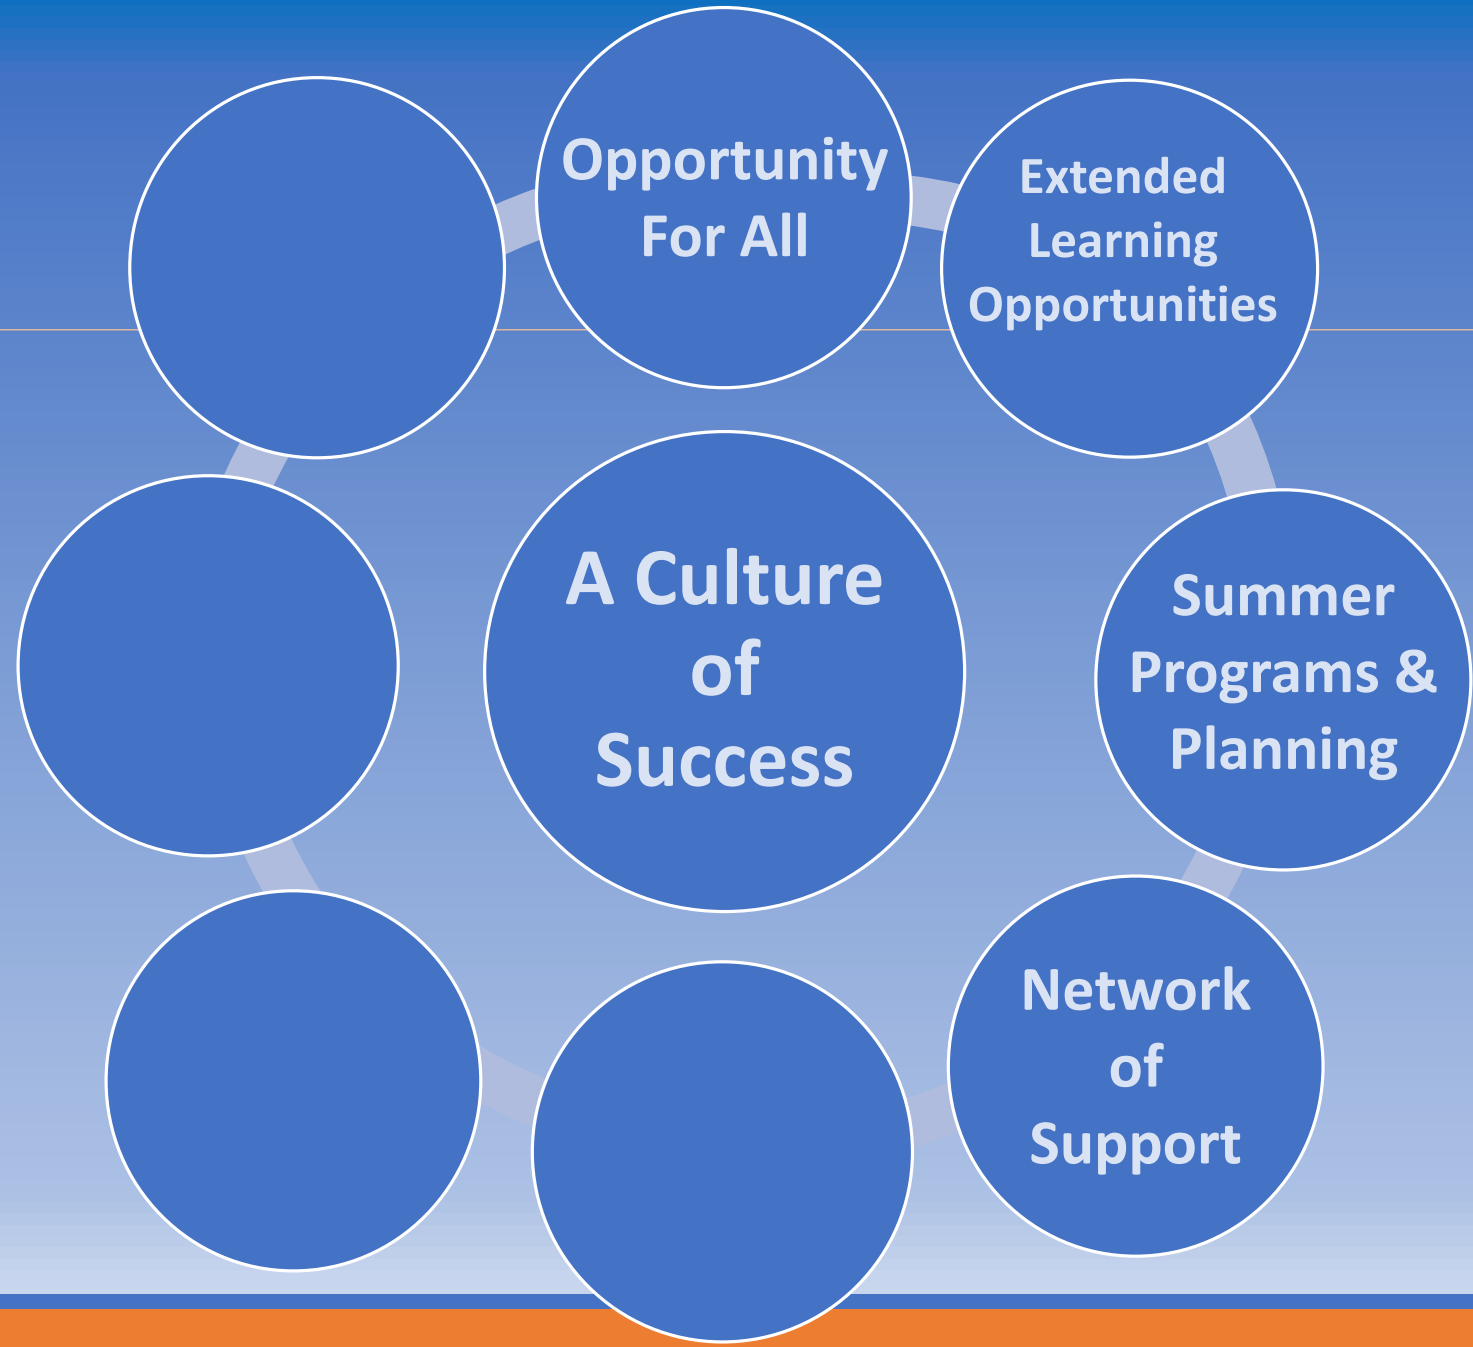 Opportunity
For All
Extended
Learning
Opportunities
A Culture
of
Success
Summer
Programs &
Planning
Network
of
Support